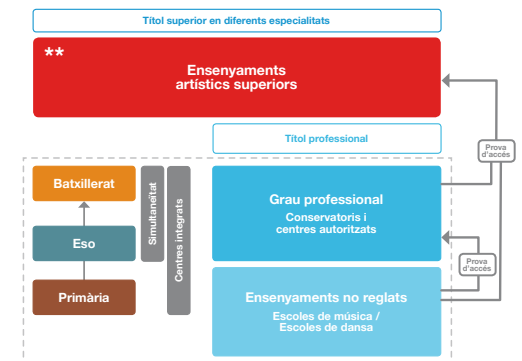 Títol superior en diferents especialitats
**
Ensenyaments
artístics superiors
Títol professional
Prova
d'accés
Batxillerat
Eso
Primària
Simultaneïtat
Centres integrats
Grau professional
Conservatoris i
centres autoritzats
Prova
d'accés
Ensenyaments no reglats
Escoles de música /
Escoles de dansa